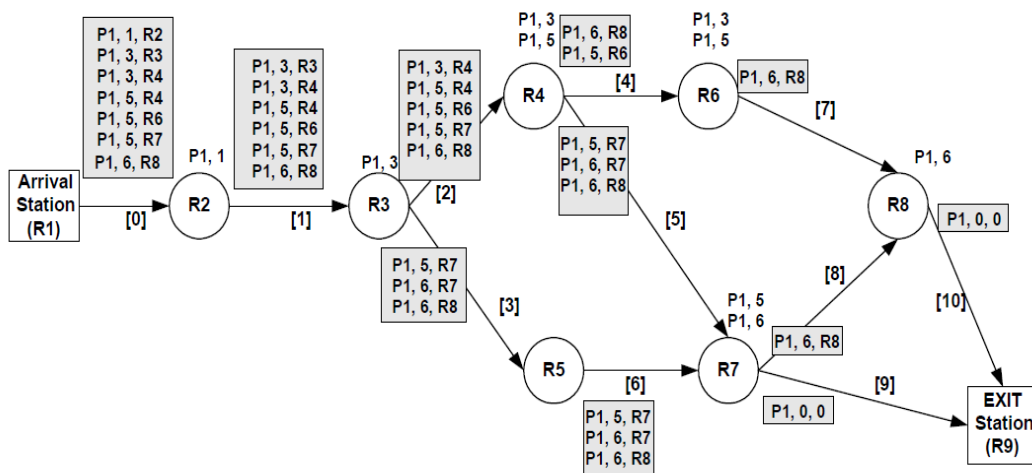 P1, 1, R2
P1, 3, R3
P1, 3, R4
P1, 5, R4
P1, 5, R6
P1, 5, R7
P1, 6, R8
Arrival
Station
(R1)
[0]
P1, 1
R2
P1, 3, R3
P1, 3, R4
P1, 5, R4
P1, 5, R6
P1, 5, R7
P1, 6, R8
[1]
P1, 3
R3
P1, 3, R4
P1, 5, R4
P1, 5, R6
P1, 5, R7
P1, 6, R8
[2]
P1, 5, R7
P1, 6, R7
P1, 6, R8
[3]
P1, 3
P1, 5
R4
P1, 6, R8
P1, 5, R6
[4]
P1, 5, R7
P1, 6, R7
P1, 6, R8
[5]
R5
[6]
P1, 5, R7
P1, 6, R7
P1, 6, R8
P1, 3
P1, 5
R6
P1, 6, R8
[7]
P1, 5
P1, 6
R7
P1, 6, R8
[8]
P1, 0, 0
[9]
P1, 6
R8
P1, 0, 0
[10]
EXIT
Station
(R9)